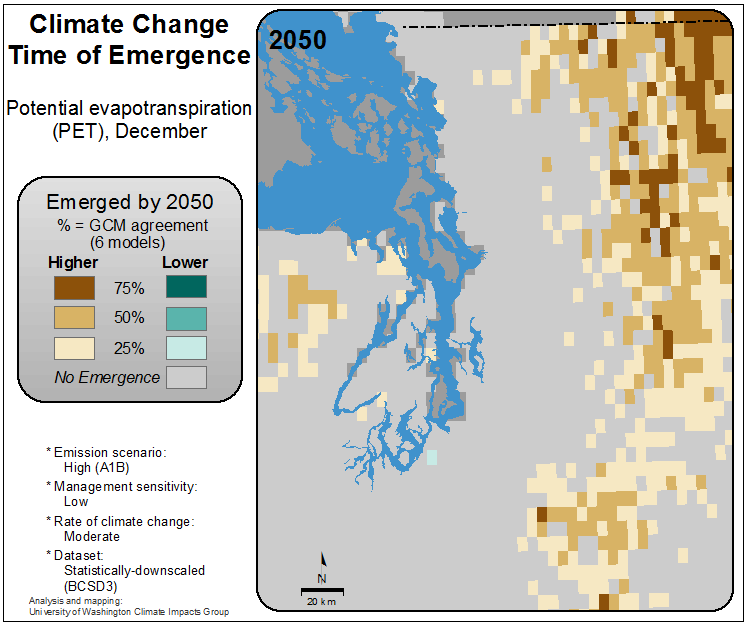 Climate Change
Time of Emergence
Potential evapotranspiration
(PET), December
Emerged by 2050
% = GCM agreement
(6 models)
Higher Lower
75%
50%
25%
No Emergence
* Emission scenario:
High (A1B)
* Management sensitivity:
Low
* Rate of climate change:
Moderate
* Dataset:
Statistically-downscaled
(BCSD3)
Analysis and mapping:
University of Washington Climate Impacts Group
2050
N
20 km